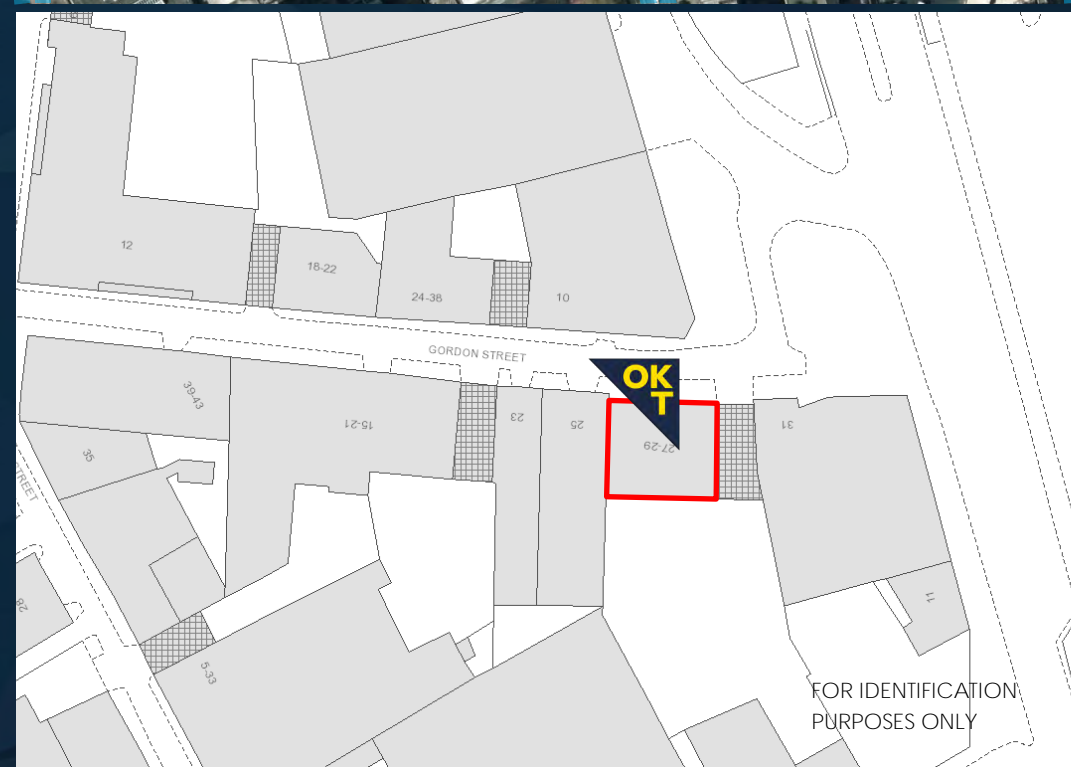 12
18-22
24-38
10
GORDON STREET
OK
T
39-43
15-21
23
25
27-29
31
35
STREET
28
11
5-33
FOR IDENTIFICATION
PURPOSES ONLY